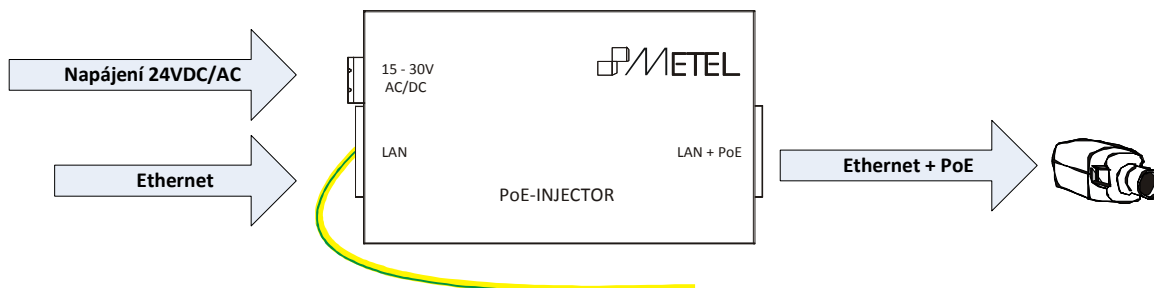 Napájení 24VDC/AC
15 - 30V
AC/DC
METEL
LAN
LAN + PoE
Ethernet
Ethernet + PoE
PoE-INJECTOR